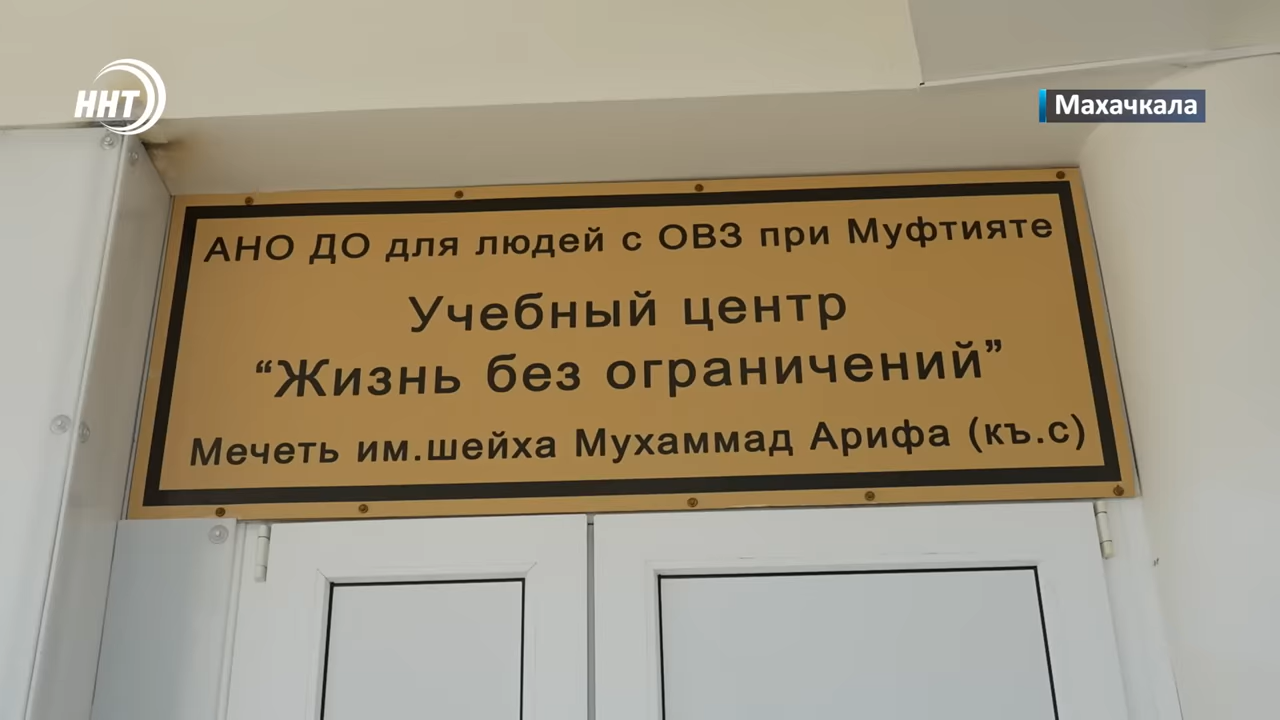 ННТ
Махачкала
АНО ДО для людей с ОВЗ при Муфтияте
Учебный центр
“Жизнь без ограничений”
Мечеть им.шейха Мухаммад Арифа (къ.с)